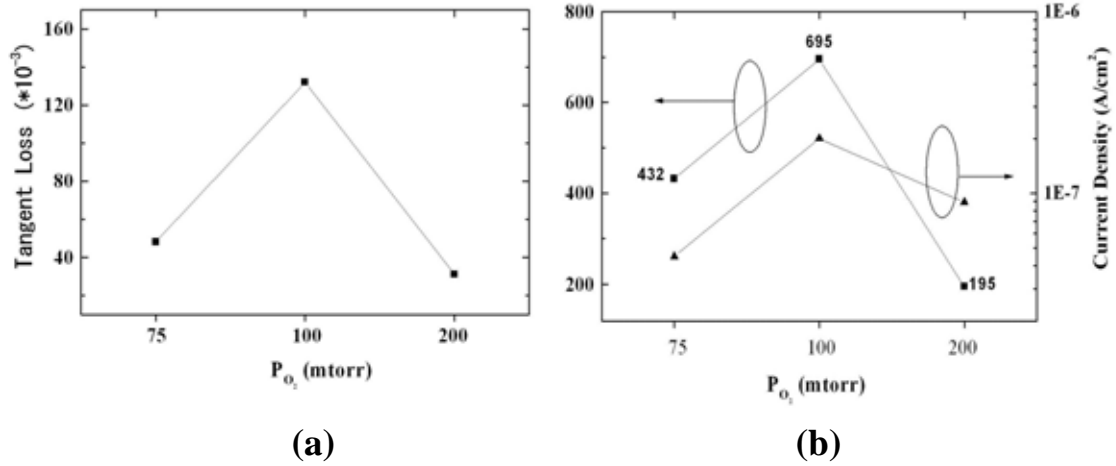 160
120
80
40
Tangent Loss (*10⁻³)
75 100 200
P_O₂ (mtorr)
(a)
800
600
400
200
432
695
195
1E-6
1E-7
Current Density (A/cm²)
75 100 200
P_O₂ (mtorr)
(b)